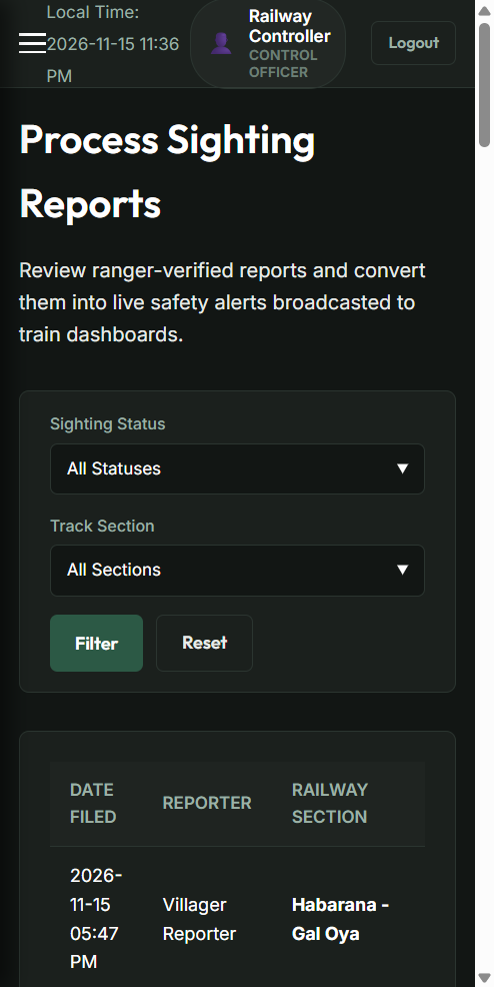 Local Time:
2026-11-15 11:36
PM
Railway
Controller
CONTROL
OFFICER
Logout
Process Sighting
Reports
Review ranger-verified reports and convert
them into live safety alerts broadcasted to
train dashboards.
Sighting Status
All Statuses
Track Section
All Sections
Filter
Reset
DATE
FILED
REPORTER
RAILWAY
SECTION
2026-
11-15
05:47
PM
Villager
Reporter
Habarana -
Gal Oya